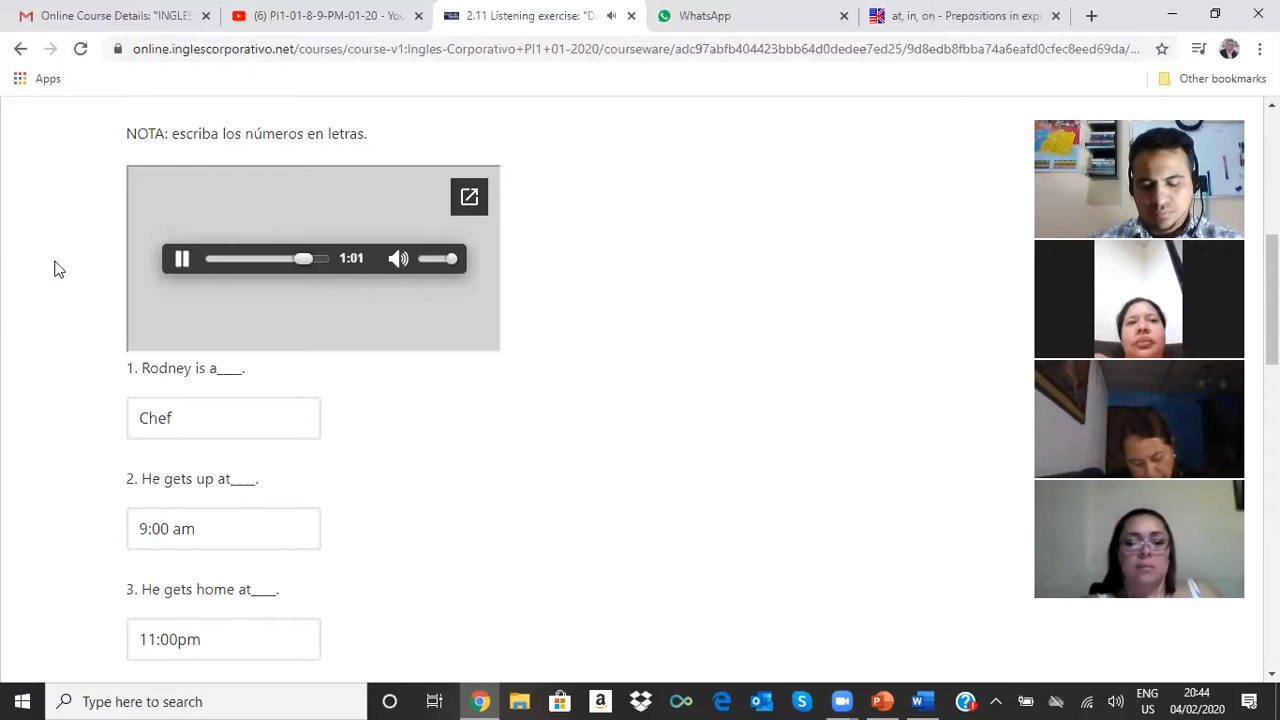 Online Course Details: "INGLES
(6) PI1-01-8-9-PM-01-20 - Yo
2.11 Listening exercise: "Da
WhatsApp
at, in, on - Prepositions in expr
online.inglescorporativo.net/courses/course-v1:Ingles-Corporativo+PI1+01-2020/courseware/adc97abfb404423bbb64d0dedee7ed25/9d8edb8fbba74a6eafd0cfec8eed69da/...
Apps
Other bookmarks
NOTA: escriba los números en letras.
1:01
1. Rodney is a____.
Chef
2. He gets up at____.
9:00 am
3. He gets home at____.
11:00pm
Type here to search
ENG
US
20:44
04/02/2020